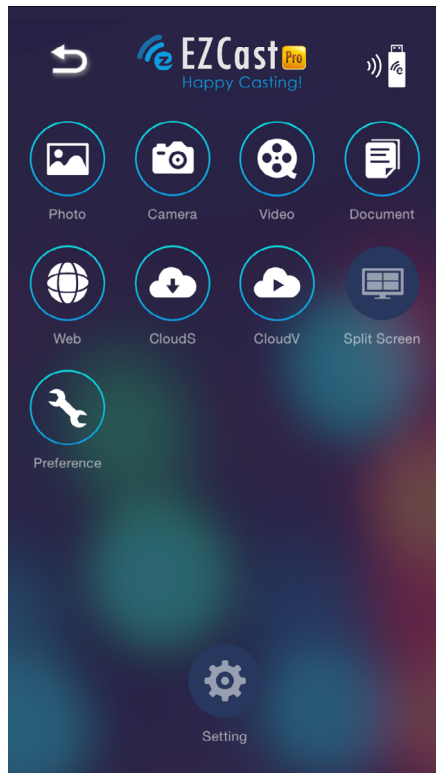 EZCast Pro
Happy Casting!
Photo Camera Video Document
Web CloudS CloudV Split Screen
Preference
Setting